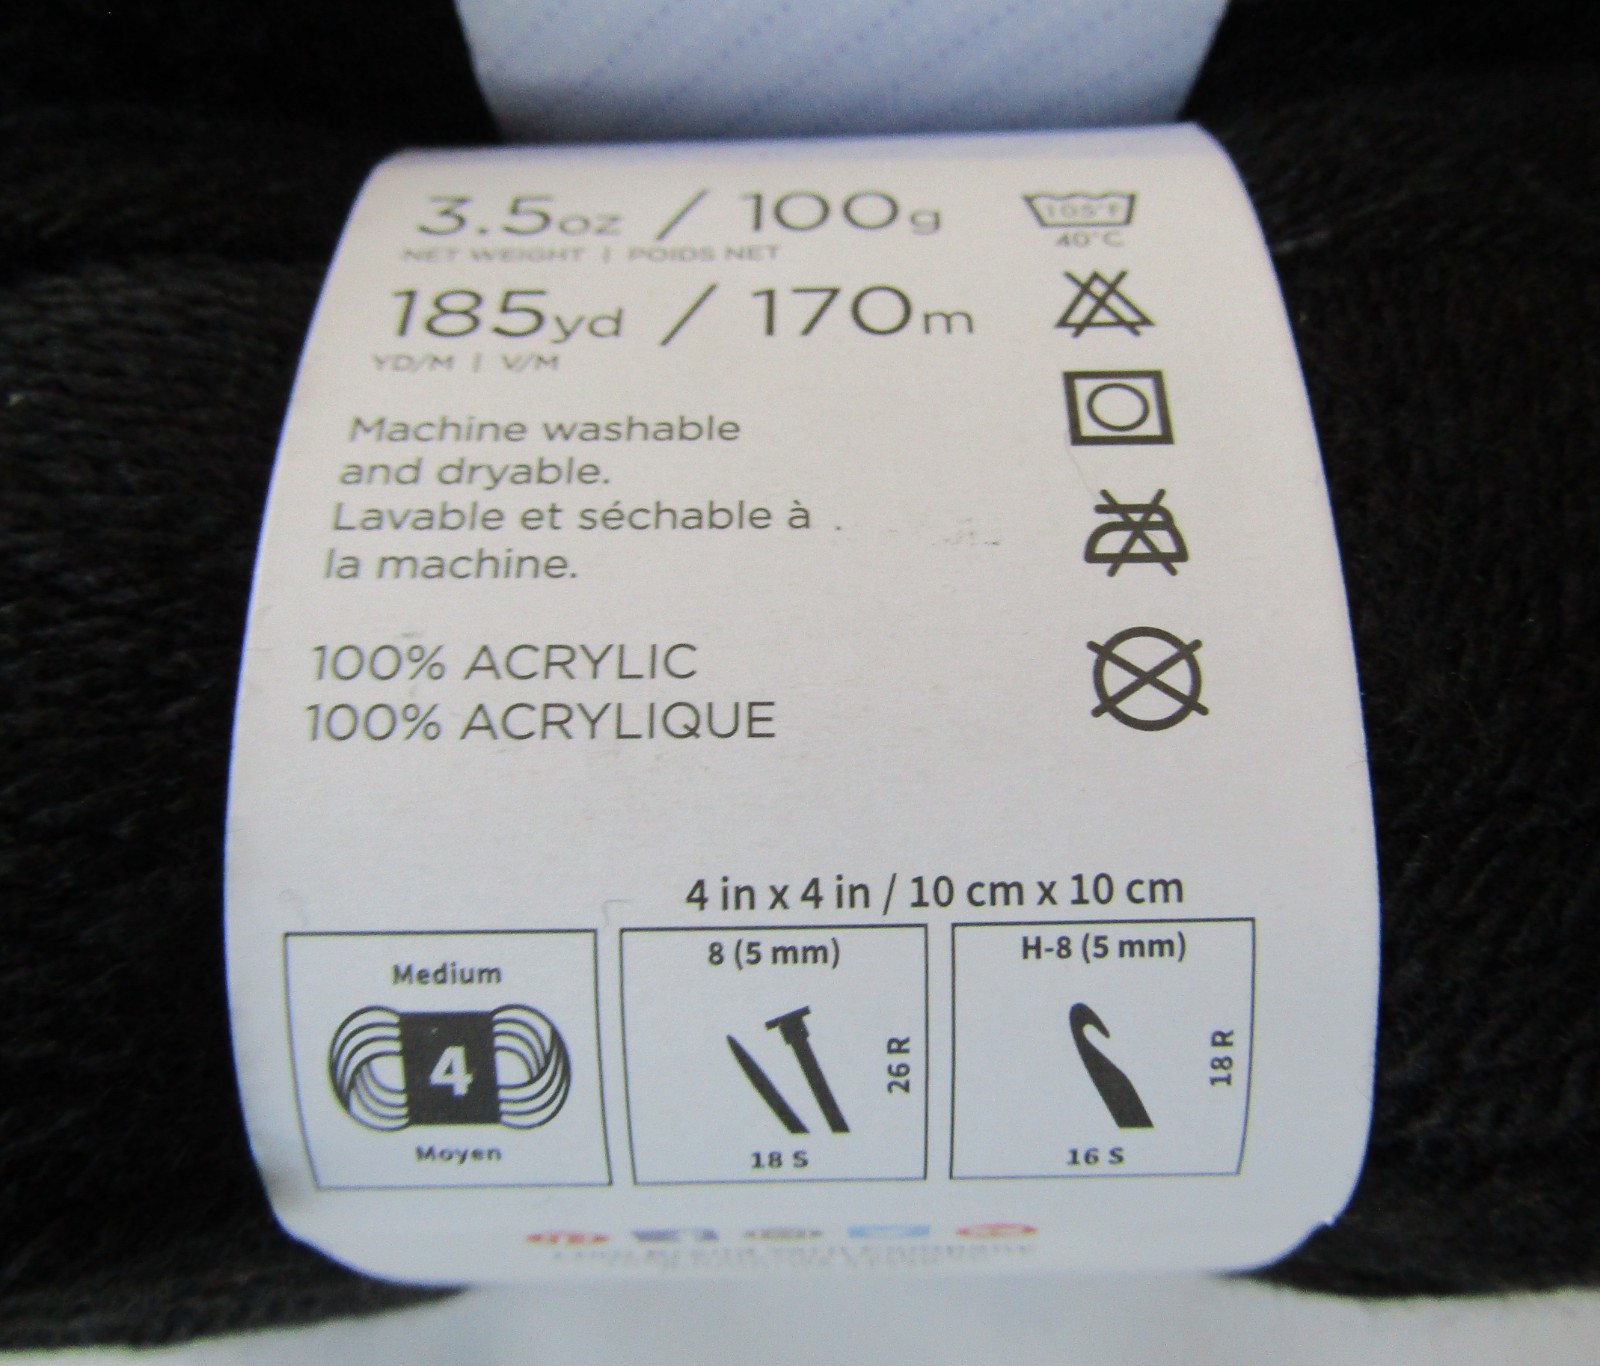 3.5oz / 100g
NET WEIGHT | POIDS NET
185yd / 170m
YD/M | V/M
105°F
40°C
Machine washable
and dryable.
Lavable et séchable à
la machine.
100% ACRYLIC
100% ACRYLIQUE
4 in x 4 in / 10 cm x 10 cm
Medium
4
Moyen
8 (5 mm)
26 R
18 S
H-8 (5 mm)
18 R
16 S